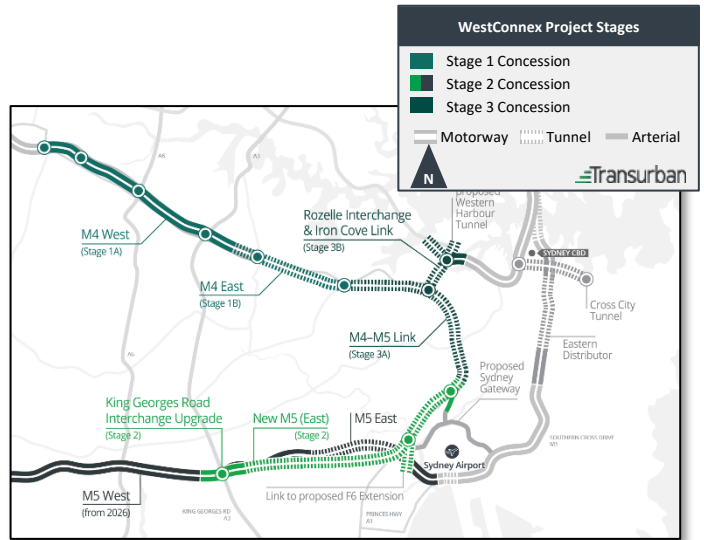 WestConnex Project Stages
Stage 1 Concession
Stage 2 Concession
Stage 3 Concession
Motorway
Tunnel
Arterial
N
Transurban
A6
A3
proposed
Western
Harbour
Tunnel
Rozelle Interchange
& Iron Cove Link
(Stage 3B)
M4 West
(Stage 1A)
SYDNEY CBD
M4 East
(Stage 1B)
Cross City
Tunnel
M4–M5 Link
(Stage 3A)
Eastern
Distributor
A6
Proposed
Sydney
Gateway
King Georges Road
Interchange Upgrade
(Stage 2)
New M5 (East)
(Stage 2)
M5 East
SOUTHERN CROSS DRIVE
M1
Sydney Airport
M5 West
(from 2026)
Link to proposed F6 Extension
KING GEORGES RD
A3
PRINCES HWY
A1